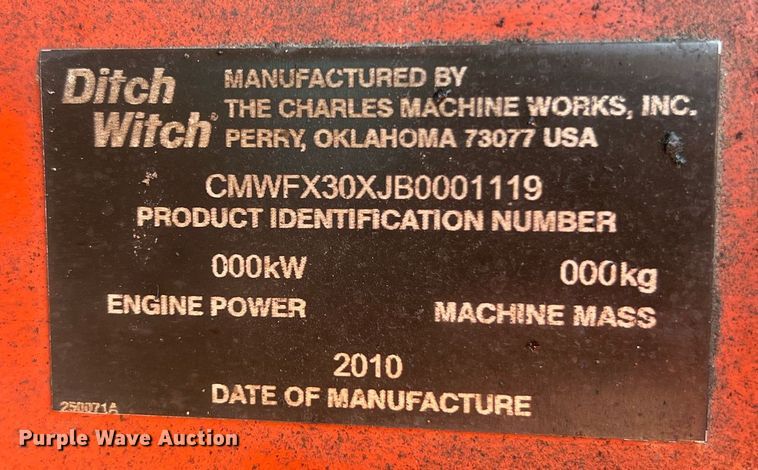 Ditch Witch®
MANUFACTURED BY
THE CHARLES MACHINE WORKS, INC.
PERRY, OKLAHOMA 73077 USA
CMWFX30XJB0001119
PRODUCT IDENTIFICATION NUMBER
000kW 000kg
ENGINE POWER MACHINE MASS
2010
DATE OF MANUFACTURE
250071A
Purple Wave Auction